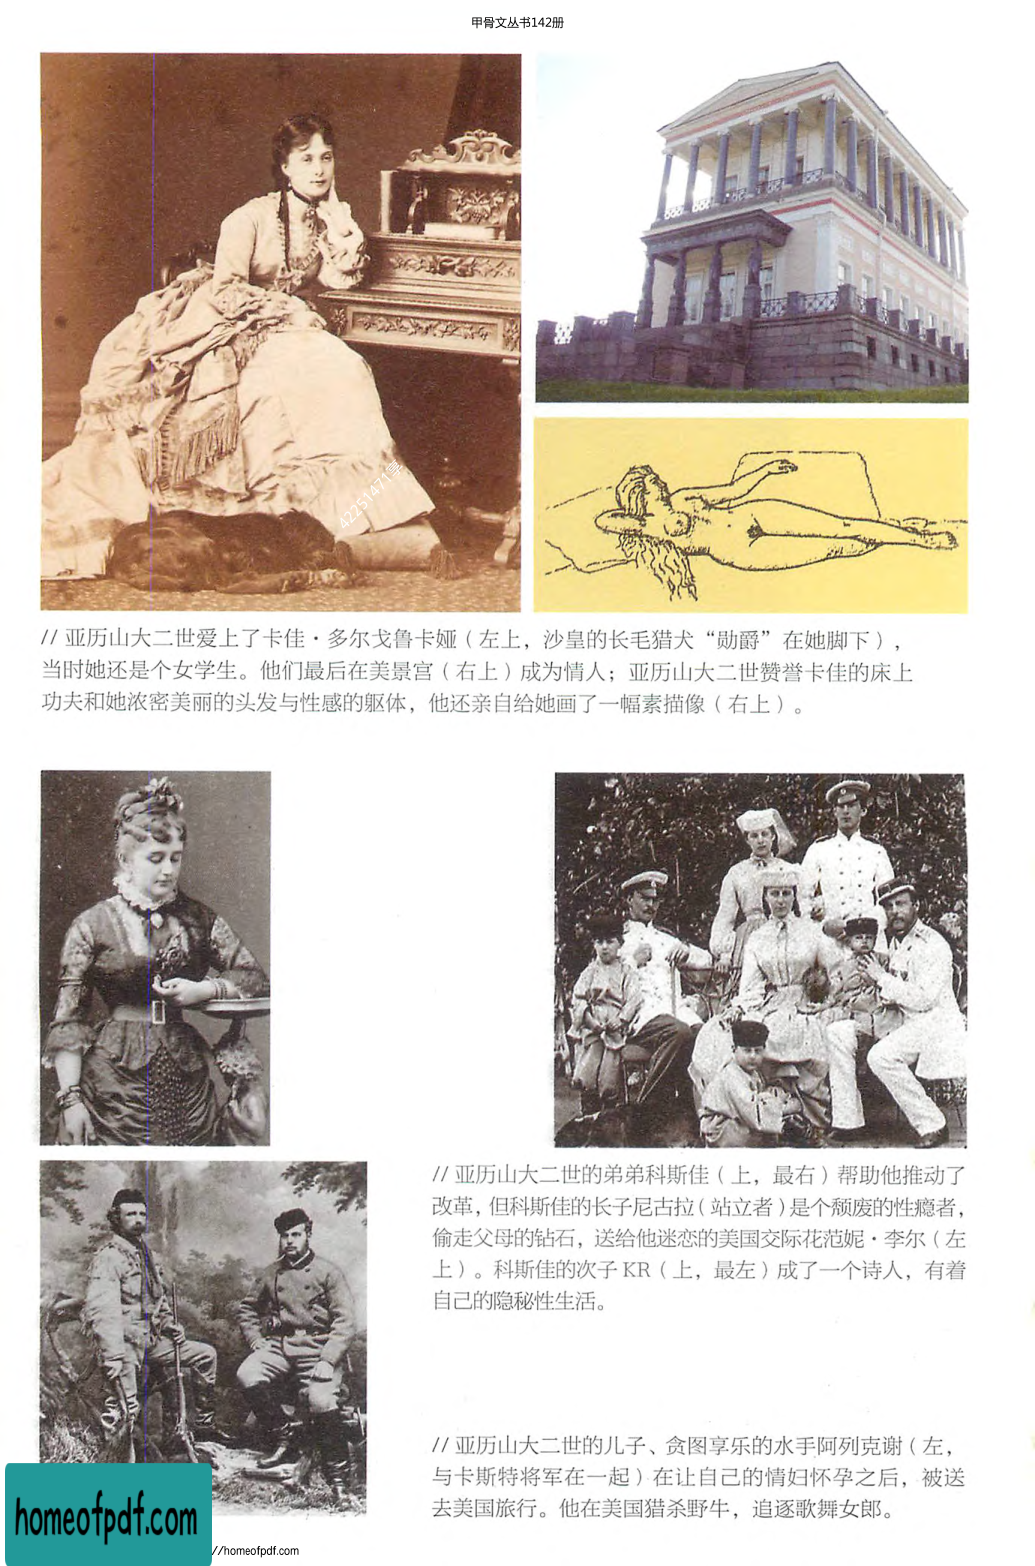 甲骨文丛书142册
42251471字
// 亚历山大二世爱上了卡佳·多尔戈鲁卡娅（左上，沙皇的长毛猎犬“勋爵”在她脚下），
当时她还是个女学生。他们最后在美景宫（右上）成为情人；亚历山大二世赞誉卡佳的床上
功夫和她浓密美丽的头发与性感的躯体，他还亲自给她画了一幅素描像（右上）。
// 亚历山大二世的弟弟科斯佳（上，最右）帮助他推动了
改革，但科斯佳的长子尼古拉（站立者）是个颓废的性瘾者，
偷走父母的钻石，送给他迷恋的美国交际花范妮·李尔（左
上）。科斯佳的次子 KR（上，最左）成了一个诗人，有着
自己的隐秘性生活。
// 亚历山大二世的儿子、贪图享乐的水手阿列克谢（左，
与卡斯特将军在一起）在让自己的情妇怀孕之后，被送
去美国旅行。他在美国猎杀野牛，追逐歌舞女郎。
homeofpdf.com
//homeofpdf.com